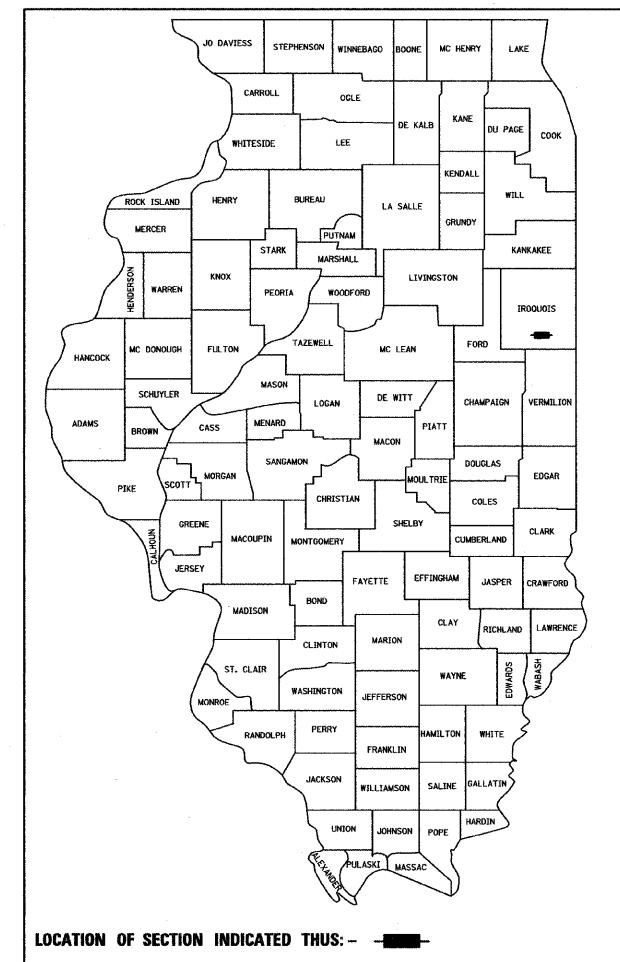 JO DAVIESS
STEPHENSON
WINNEBAGO
BOONE
MC HENRY
LAKE
CARROLL
OGLE
DE KALB
KANE
DU PAGE
COOK
WHITESIDE
LEE
KENDALL
WILL
ROCK ISLAND
HENRY
BUREAU
LA SALLE
GRUNDY
MERCER
PUTNAM
STARK
MARSHALL
KANKAKEE
HENDERSON
WARREN
KNOX
PEORIA
WOODFORD
LIVINGSTON
IROQUOIS
HANCOCK
MC DONOUGH
FULTON
TAZEWELL
MC LEAN
FORD
MASON
SCHUYLER
LOGAN
DE WITT
CHAMPAIGN
VERMILION
ADAMS
BROWN
CASS
MENARD
PIATT
MACON
SANGAMON
DOUGLAS
EDGAR
PIKE
SCOTT
MORGAN
MOULTRIE
CHRISTIAN
COLES
SHELBY
GREENE
MACOUPIN
MONTGOMERY
CUMBERLAND
CLARK
CALHOUN
JERSEY
FAYETTE
EFFINGHAM
JASPER
CRAWFORD
MADISON
BOND
CLAY
RICHLAND
LAWRENCE
CLINTON
MARION
ST. CLAIR
WAYNE
EDWARDS
WABASH
WASHINGTON
JEFFERSON
MONROE
RANDOLPH
PERRY
HAMILTON
WHITE
FRANKLIN
JACKSON
WILLIAMSON
SALINE
GALLATIN
UNION
JOHNSON
POPE
HARDIN
ALEXANDER
PULASKI
MASSAC
LOCATION OF SECTION INDICATED THUS: -